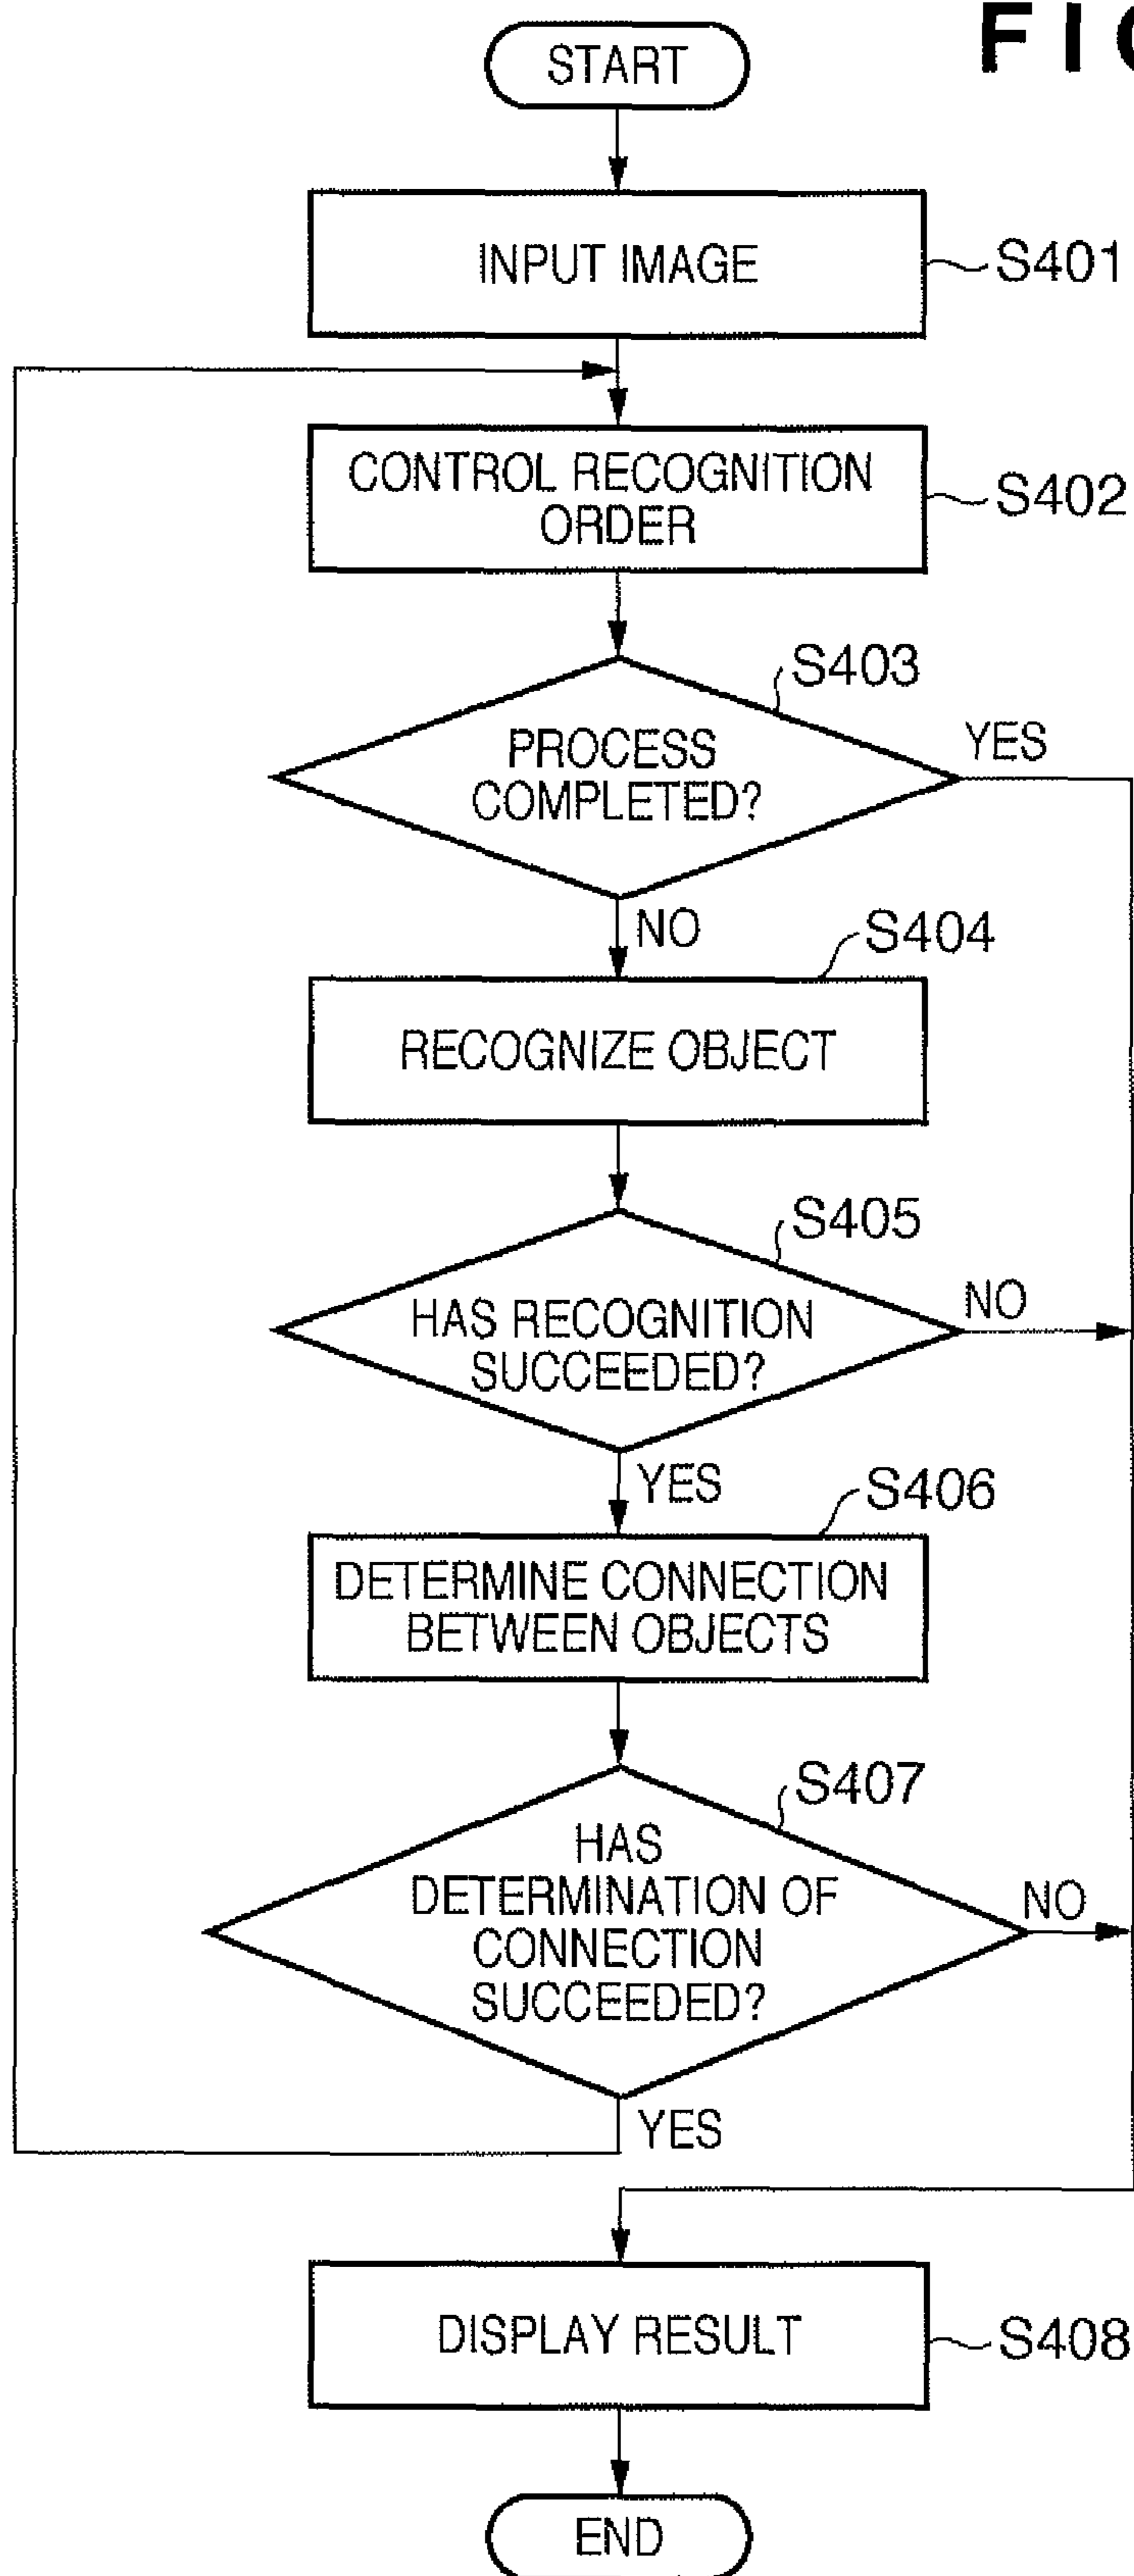 FIG
START
INPUT IMAGE
S401
CONTROL RECOGNITION
ORDER
S402
S403
PROCESS
COMPLETED?
YES
NO
S404
RECOGNIZE OBJECT
S405
HAS RECOGNITION
SUCCEEDED?
NO
YES
S406
DETERMINE CONNECTION
BETWEEN OBJECTS
S407
HAS
DETERMINATION OF
CONNECTION
SUCCEEDED?
NO
YES
DISPLAY RESULT
S408
END